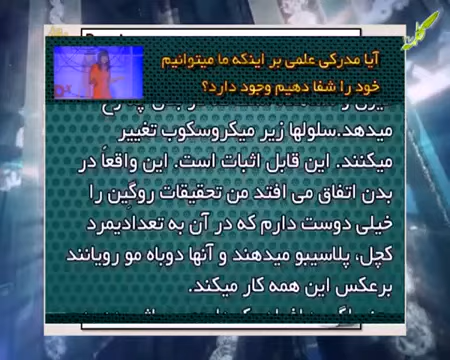 آیا مدرکی علمی بر اینکه ما میتوانیم
خود را شفا دهیم وجود دارد؟
میدهد.سلولها زیر میکروسکوب تغییر
میکنند. این قابل اثبات است. این واقعاً در
بدن اتفاق می افتد من تحقیقات روگین را
خیلی دوست دارم که در آن به تعدادیمرد
کچل، پلاسیبو میدهند و آنها دوباه مو رویانند
برعکس این همه کار میکند.